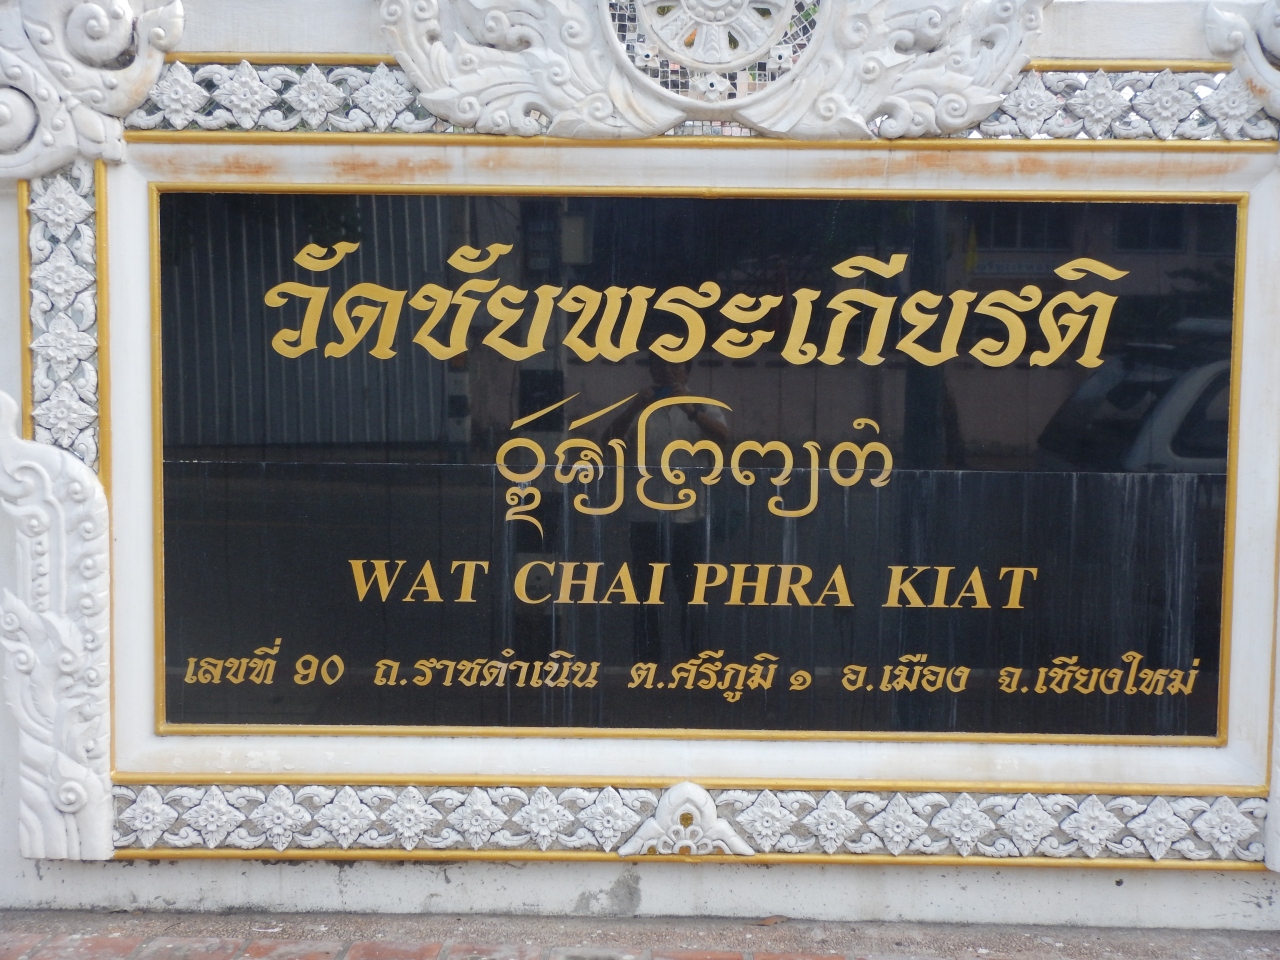 วัดชัยพระเกียรติ
WAT CHAI PHRA KIAT
เลขที่ ๑๐ ถ.ราชดำเนิน ต.ศรีภูมิ ๑ อ.เมือง จ.เชียงใหม่